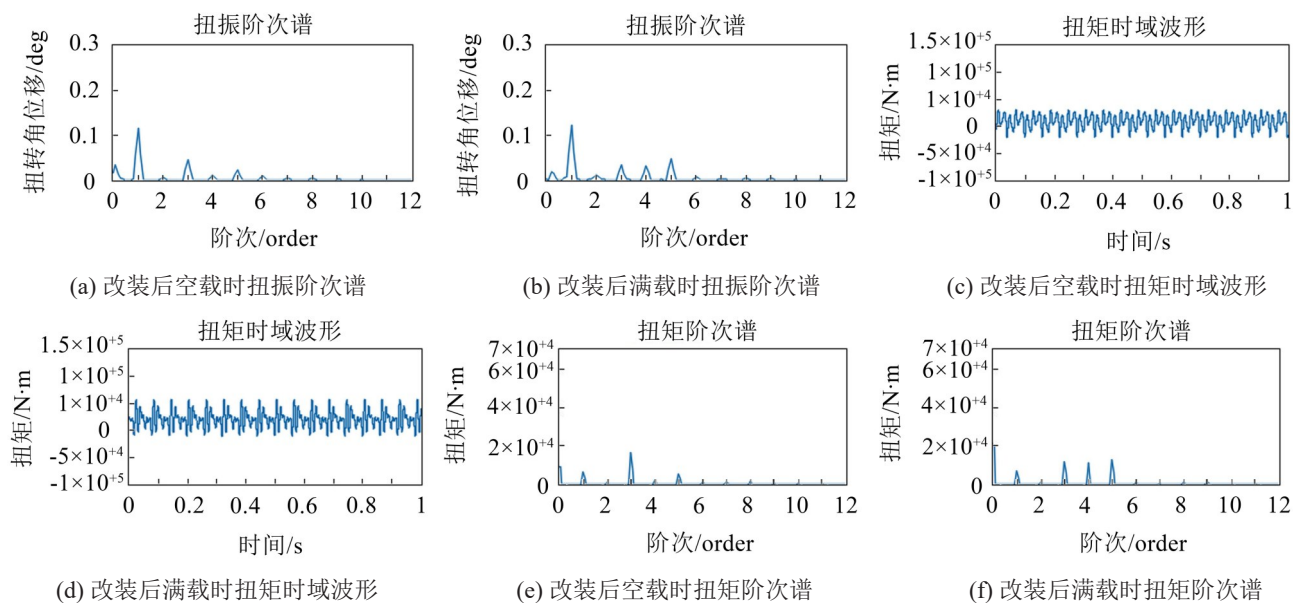 扭振阶次谱
扭转角位移/deg
0.3
0.2
0.1
0
0 2 4 6 8 10 12
阶次/order
(a) 改装后空载时扭振阶次谱
扭振阶次谱
扭转角位移/deg
0.3
0.2
0.1
0
0 2 4 6 8 10 12
阶次/order
(b) 改装后满载时扭振阶次谱
扭矩时域波形
扭矩/N·m
1.5×10⁺⁵
1×10⁺⁵
1×10⁺⁴
0
-5×10⁺⁴
-1×10⁺⁵
0 0.2 0.4 0.6 0.8 1
时间/s
(c) 改装后空载时扭矩时域波形
扭矩时域波形
扭矩/N·m
1.5×10⁺⁵
1×10⁺⁵
1×10⁺⁴
0
-5×10⁺⁴
-1×10⁺⁵
0 0.2 0.4 0.6 0.8 1
时间/s
(d) 改装后满载时扭矩时域波形
扭矩阶次谱
扭矩/N·m
7×10⁺⁴
6×10⁺⁴
4×10⁺⁴
2×10⁺⁴
0
0 2 4 6 8 10 12
阶次/order
(e) 改装后空载时扭矩阶次谱
扭矩阶次谱
扭矩/N·m
7×10⁺⁴
6×10⁺⁴
4×10⁺⁴
2×10⁺⁴
0
0 2 4 6 8 10 12
阶次/order
(f) 改装后满载时扭矩阶次谱